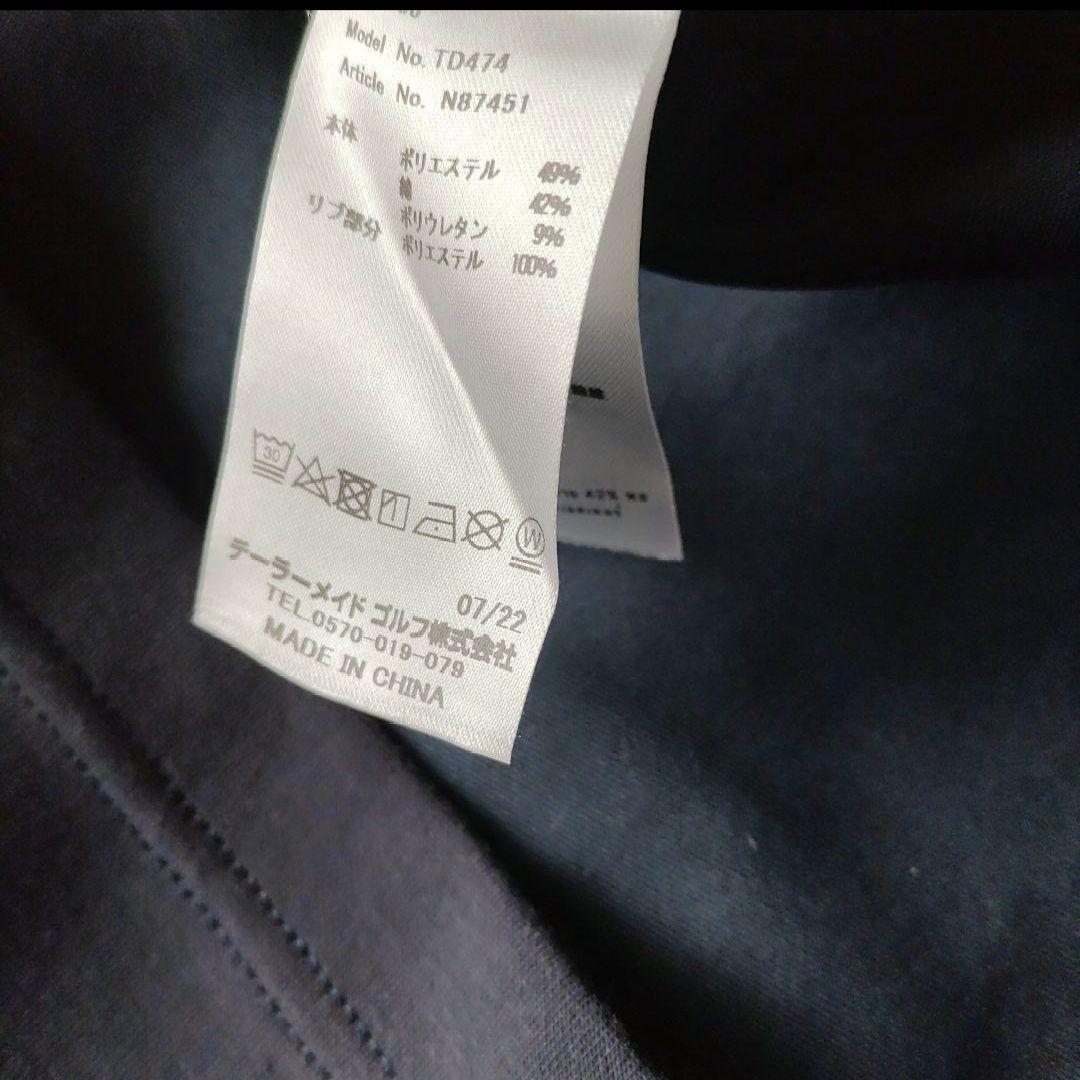 Model No. TD474
Article No. N87451
本体
ポリエステル 49%
綿 42%
ポリウレタン 9%
リブ部分 ポリエステル 100%
30
W
07/22
テーラーメイド ゴルフ株式会社
TEL.0570-019-079
MADE IN CHINA